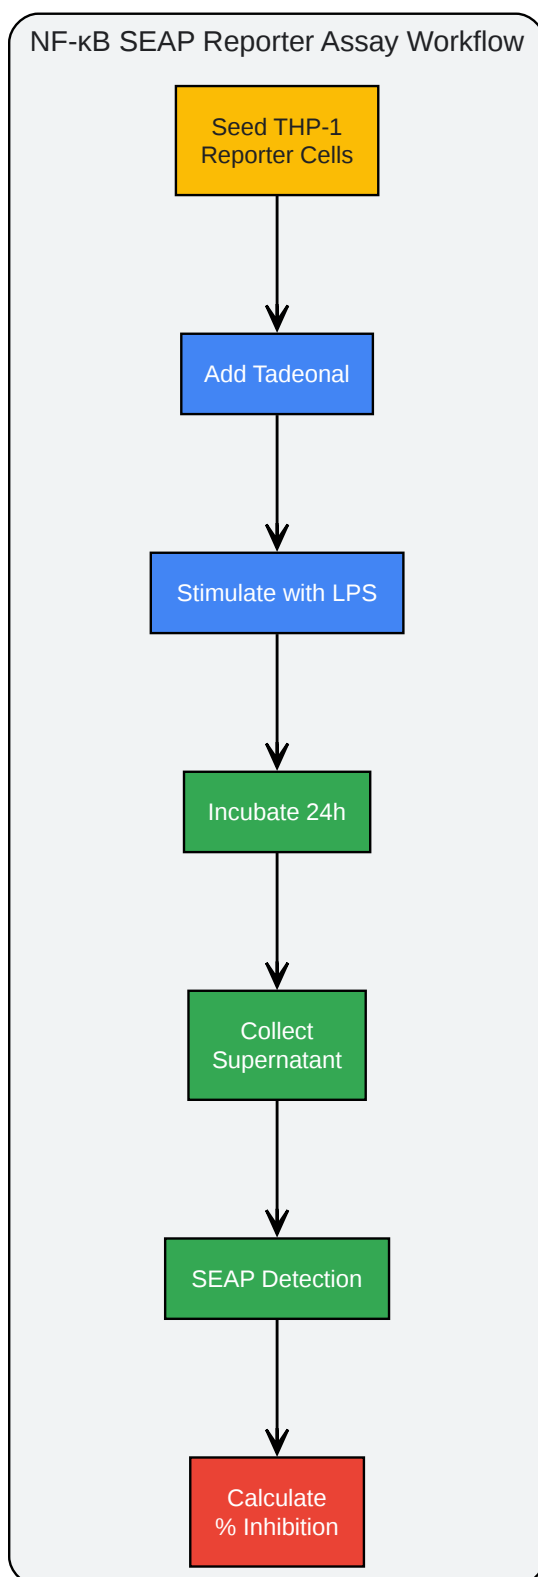 NF-κB SEAP Reporter Assay Workflow
Seed THP-1
Reporter Cells
Add Tadeonal
Stimulate with LPS
Incubate 24h
Collect
Supernatant
SEAP Detection
Calculate
% Inhibition